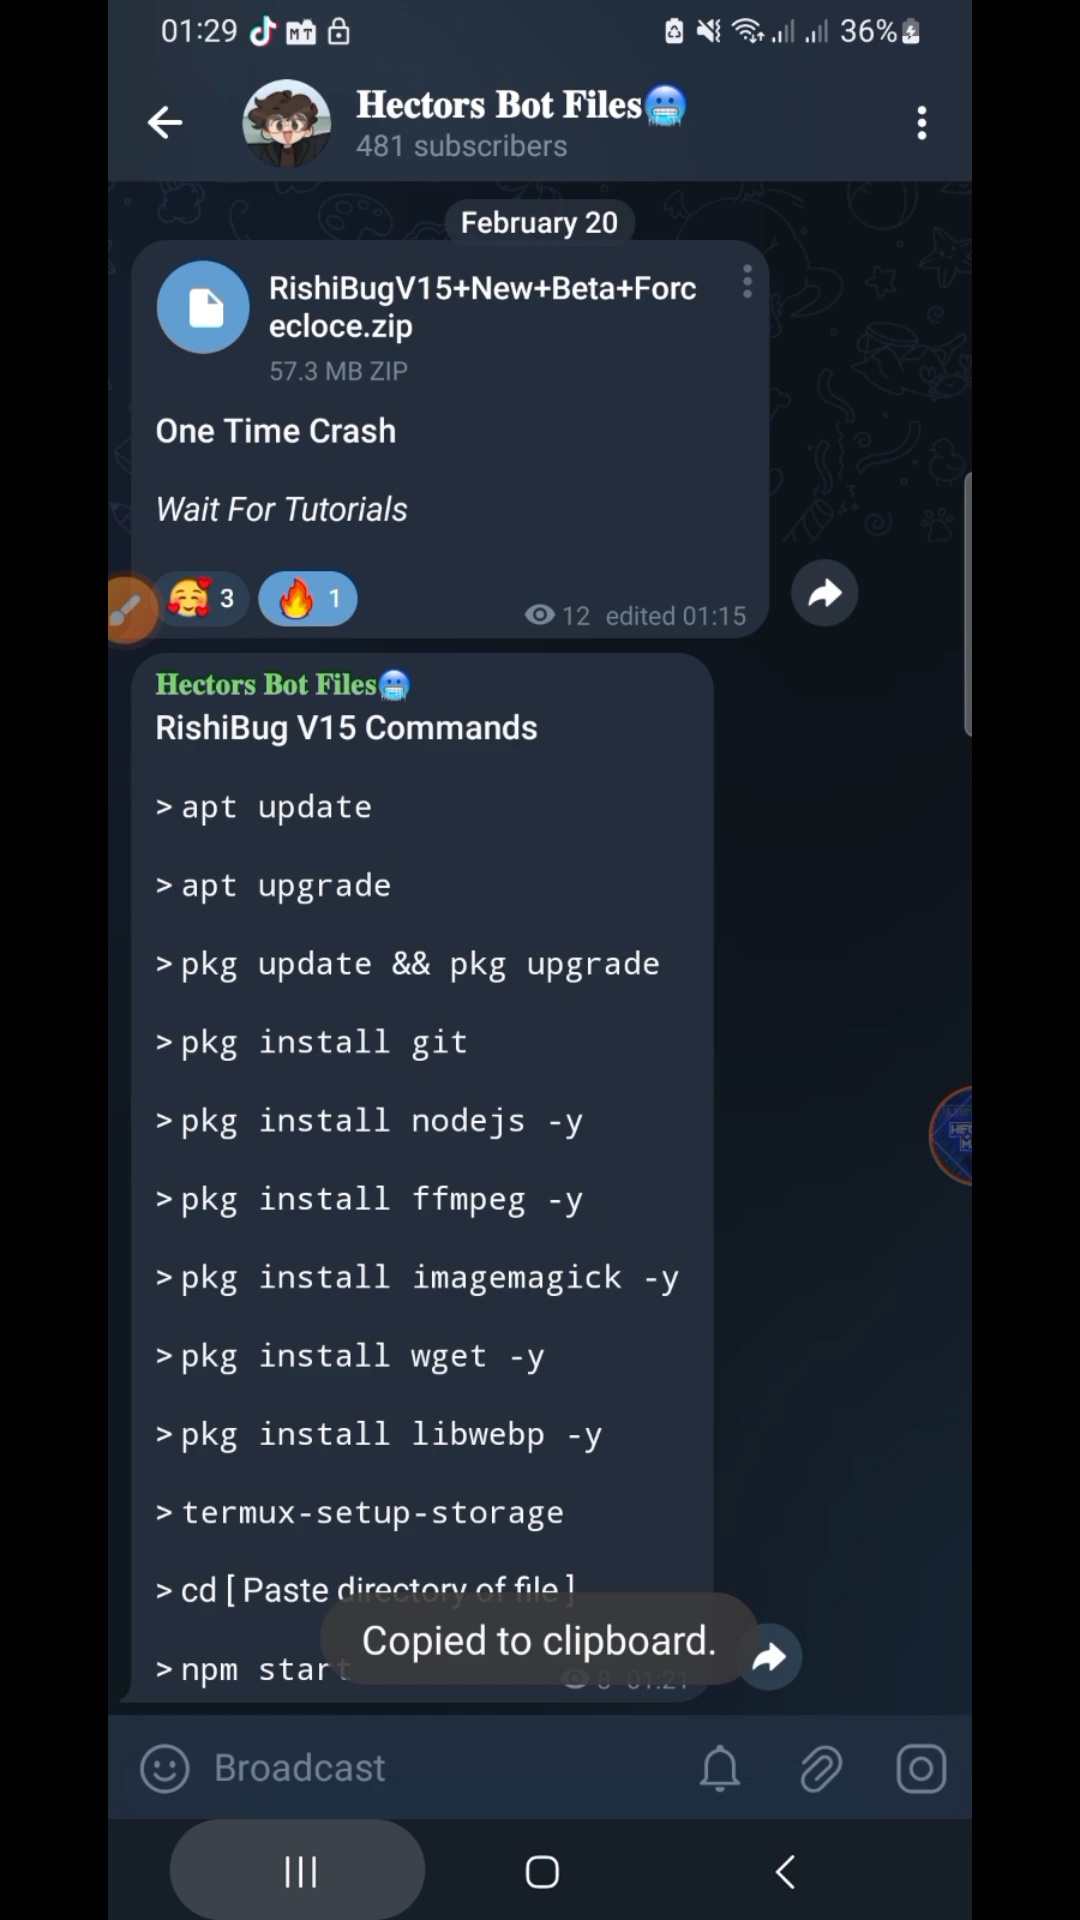 01:29 MT 36%
Hectors Bot Files🥶
481 subscribers
February 20
RishiBugV15+New+Beta+Forc
ecloce.zip
57.3 MB ZIP
One Time Crash
Wait For Tutorials
🥰 3 🔥 1 12 edited 01:15
Hectors Bot Files🥶
RishiBug V15 Commands
> apt update
> apt upgrade
> pkg update && pkg upgrade
> pkg install git
> pkg install nodejs -y
> pkg install ffmpeg -y
> pkg install imagemagick -y
> pkg install wget -y
> pkg install libwebp -y
> termux-setup-storage
> cd [ Paste directory of file ]
Copied to clipboard.
> npm start 8 01:21
Broadcast